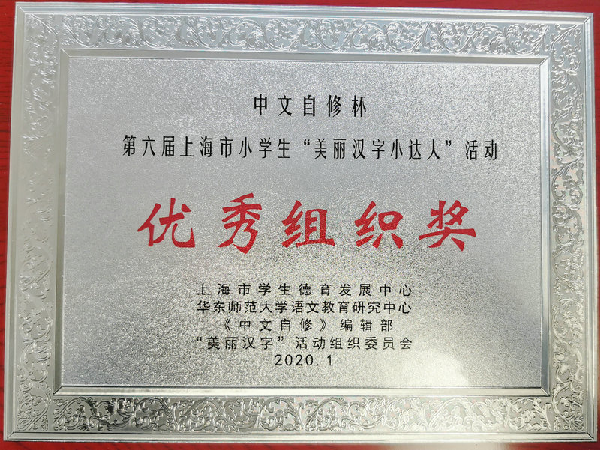 中文自修杯
第六届上海市小学生“美丽汉字小达人”活动
优秀组织奖
上海市学生德育发展中心
华东师范大学语文教育研究中心
《中文自修》编辑部
“美丽汉字”活动组织委员会
2020.1